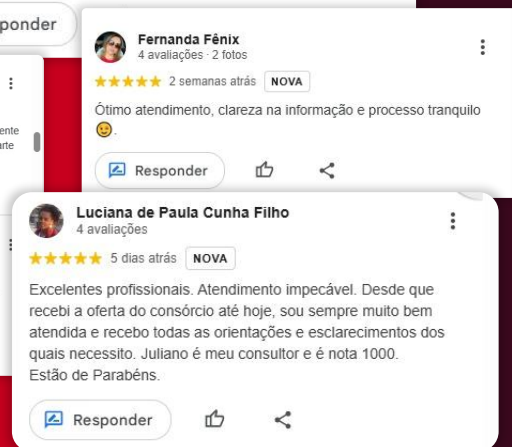 ponder
Fernanda Fênix
4 avaliações · 2 fotos
2 semanas atrás NOVA
Ótimo atendimento, clareza na informação e processo tranquilo
😉.
Responder
ente
arte
Luciana de Paula Cunha Filho
4 avaliações
5 dias atrás NOVA
Excelentes profissionais. Atendimento impecável. Desde que
recebi a oferta do consórcio até hoje, sou sempre muito bem
atendida e recebo todas as orientações e esclarecimentos dos
quais necessito. Juliano é meu consultor e é nota 1000.
Estão de Parabéns.
Responder